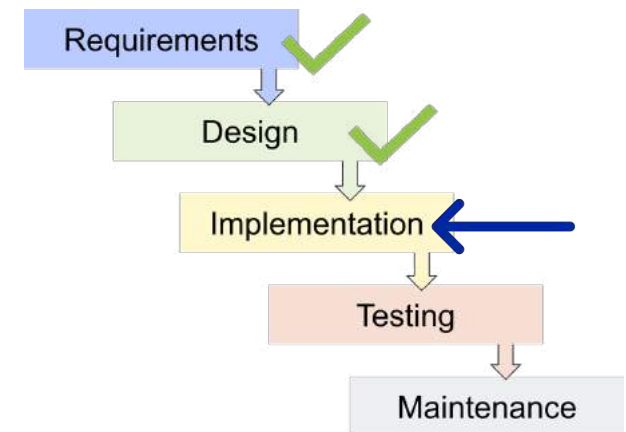 Requirements
Design
Implementation
Testing
Maintenance